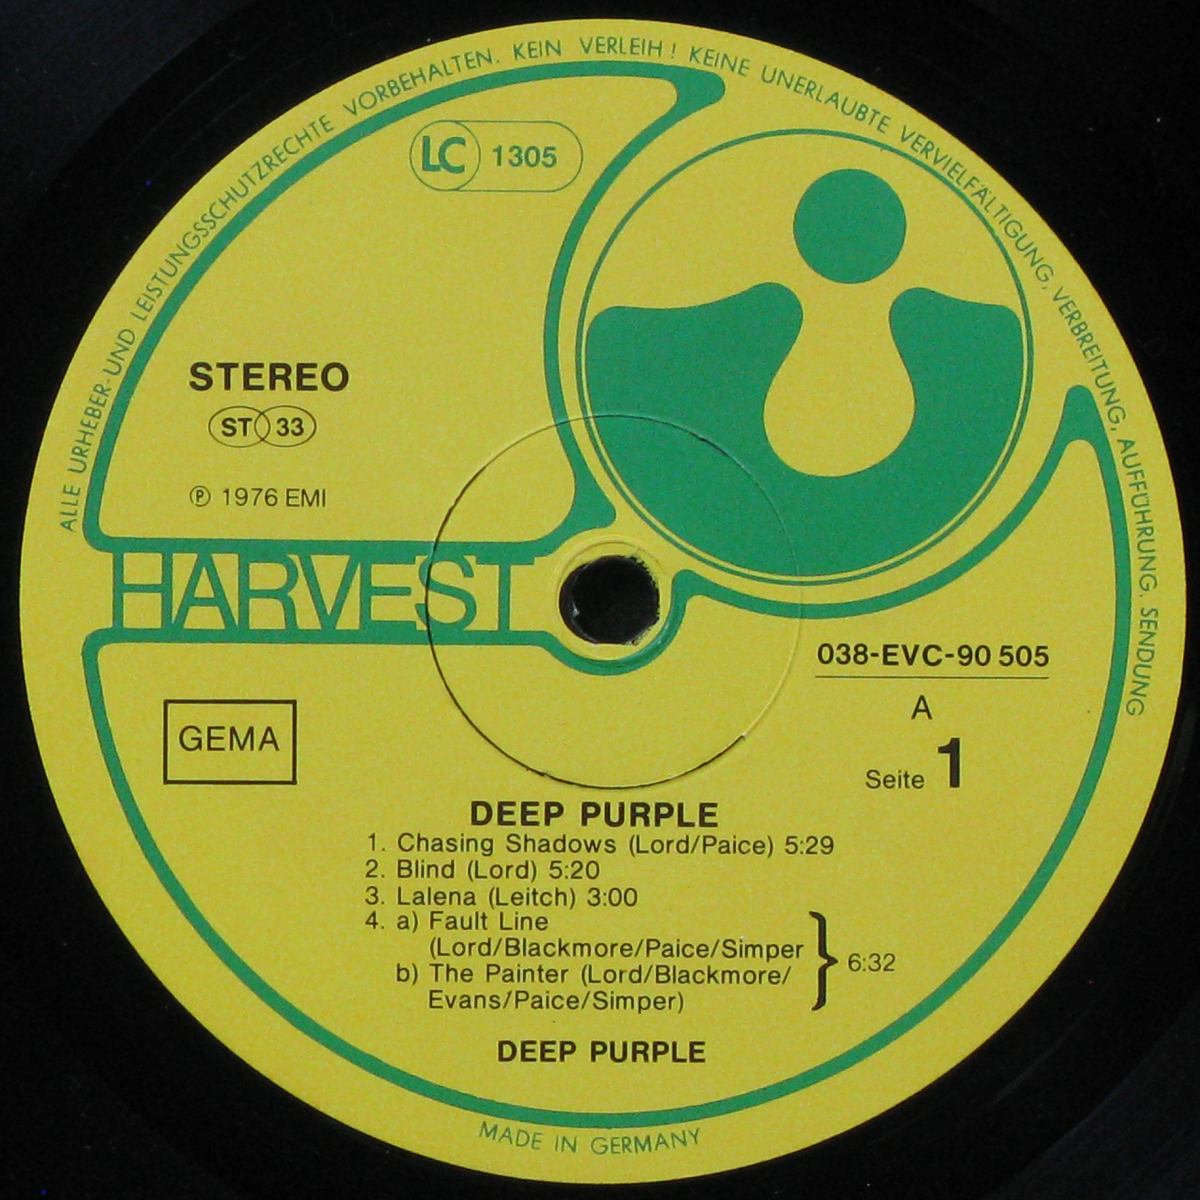 ALLE URHEBER- UND LEISTUNGSSCHUTZRECHTE VORBEHALTEN. KEIN VERLEIH! KEINE UNERLAUBTE VERVIELFÄLTIGUNG, VERBREITUNG, AUFFÜHRUNG, SENDUNG
LC 1305
STEREO
ST 33
℗ 1976 EMI
HARVEST
038-EVC-90 505
A
Seite 1
GEMA
DEEP PURPLE
1. Chasing Shadows (Lord/Paice) 5:29
2. Blind (Lord) 5:20
3. Lalena (Leitch) 3:00
4. a) Fault Line
(Lord/Blackmore/Paice/Simper
b) The Painter (Lord/Blackmore/
Evans/Paice/Simper)
} 6:32
DEEP PURPLE
MADE IN GERMANY